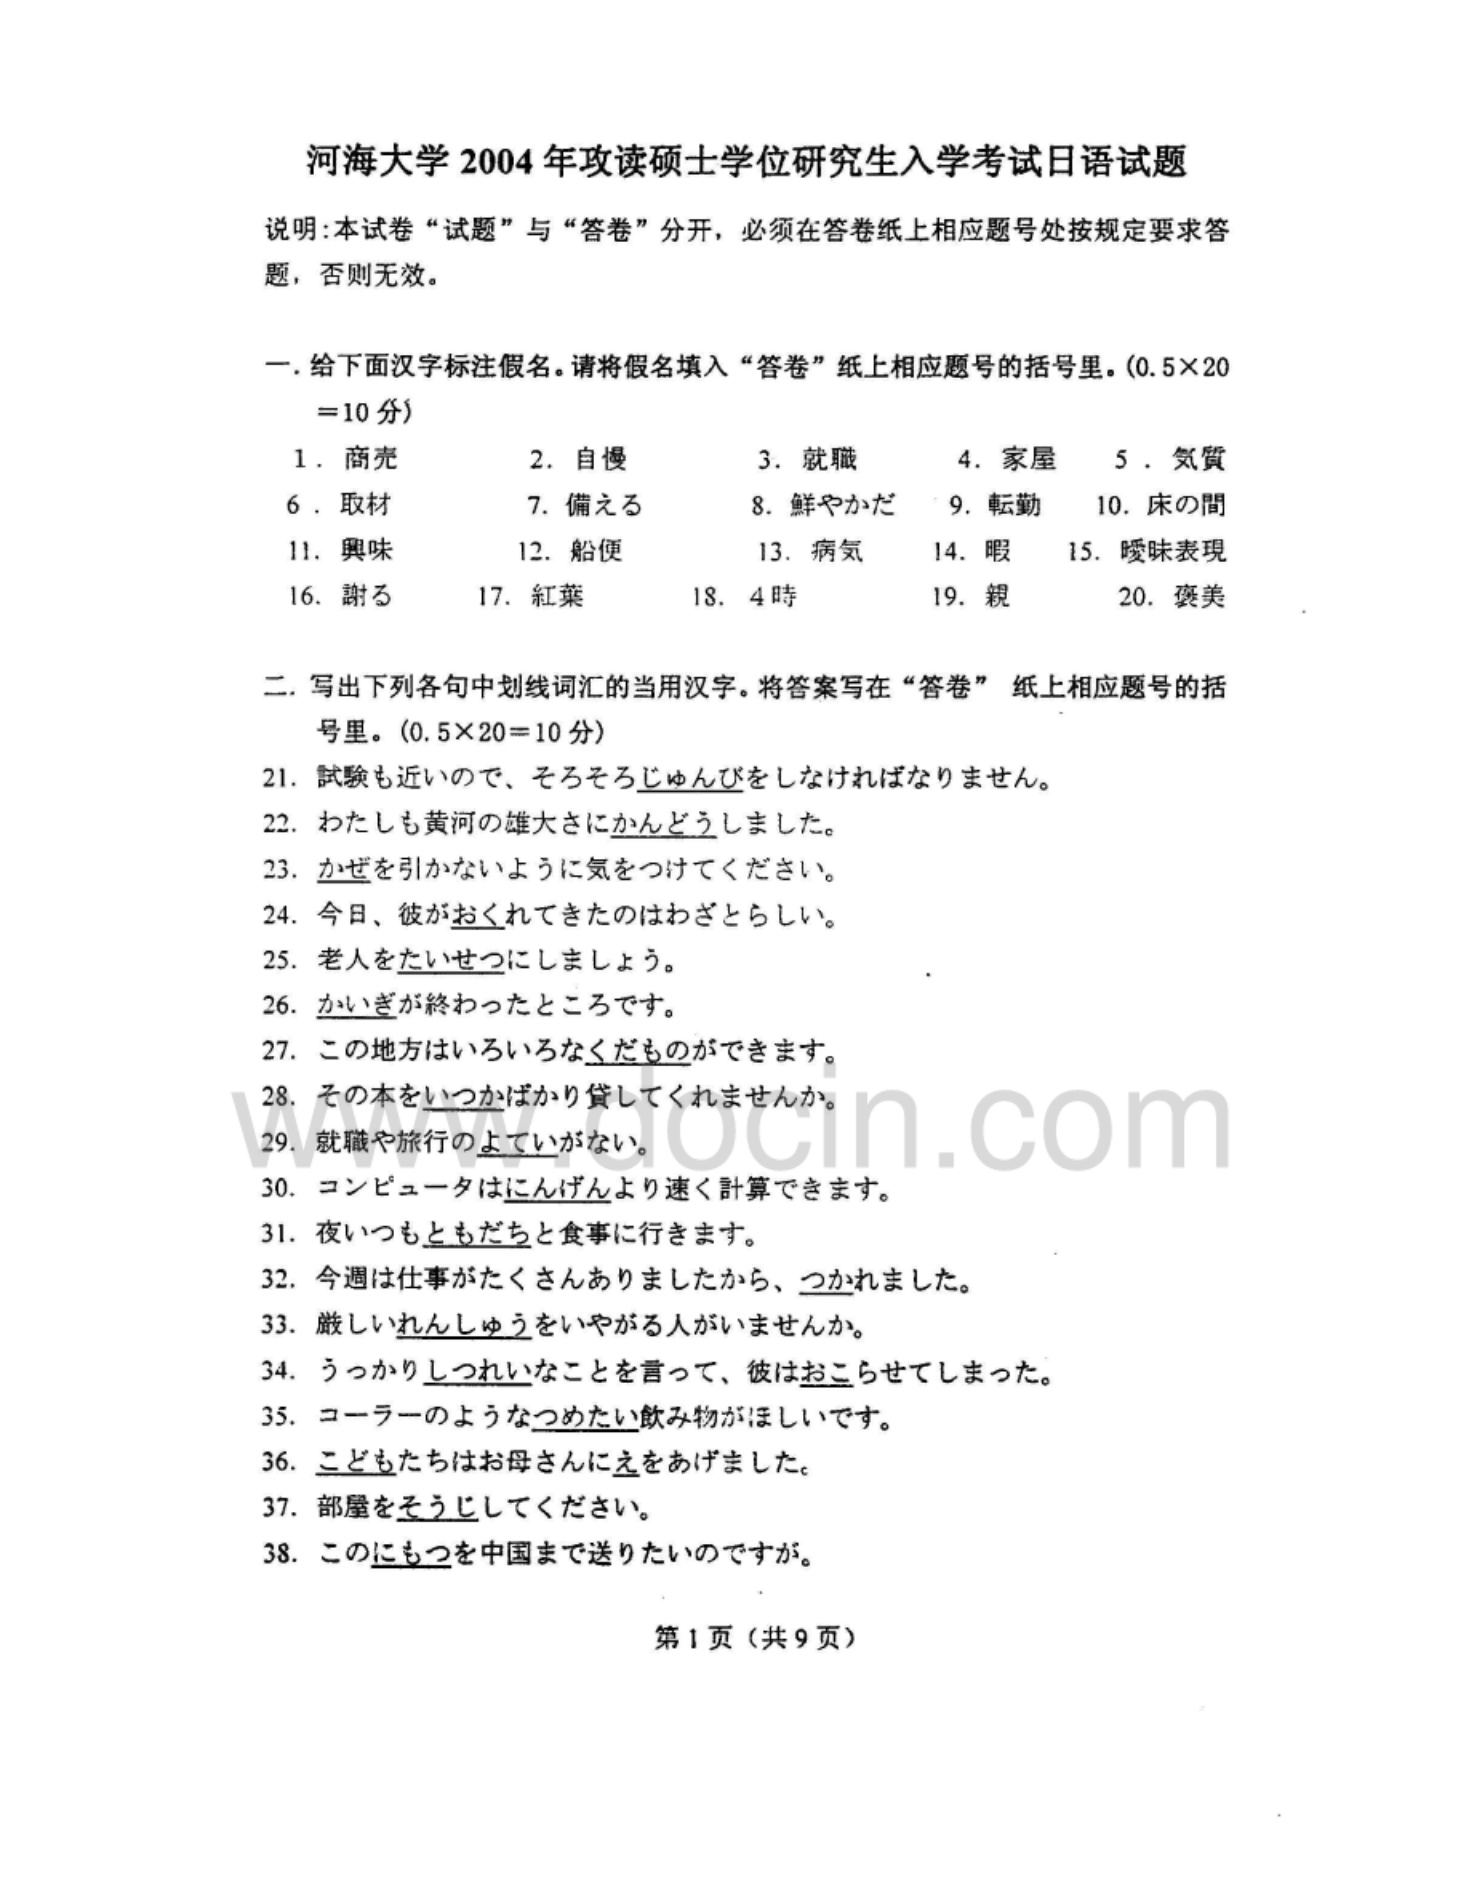 河海大学 2004 年攻读硕士学位研究生入学考试日语试题
说明:本试卷“试题”与“答卷”分开，必须在答卷纸上相应题号处按规定要求答
题，否则无效。
一. 给下面汉字标注假名。请将假名填入“答卷”纸上相应题号的括号里。(0.5×20
＝10 分)
1． 商売 2． 自慢 3． 就職 4． 家屋 5． 気質
6． 取材 7． 備える 8． 鮮やかだ 9． 転勤 10． 床の間
11． 興味 12． 船便 13． 病気 14． 暇 15． 曖昧表現
16． 謝る 17． 紅葉 18． 4時 19． 親 20． 褒美
二. 写出下列各句中划线词汇的当用汉字。将答案写在“答卷” 纸上相应题号的括
号里。(0.5×20＝10 分)
21． 試験も近いので、そろそろじゅんびをしなければなりません。
22． わたしも黄河の雄大さにかんどうしました。
23． かぜを引かないように気をつけてください。
24． 今日、彼がおくれてきたのはわざとらしい。
25． 老人をたいせつにしましょう。
26． かいぎが終わったところです。
27． この地方はいろいろなくだものができます。
28． その本をいつかばかり貸してくれませんか。
29． 就職や旅行のよていがない。
30． コンピュータはにんげんより速く計算できます。
31． 夜いつもともだちと食事に行きます。
32． 今週は仕事がたくさんありましたから、つかれました。
33． 厳しいれんしゅうをいやがる人がいませんか。
34． うっかりしつれいなことを言って、彼はおこらせてしまった。
35． コーラーのようなつめたい飲み物がほしいです。
36． こどもたちはお母さんにえをあげました。
37． 部屋をそうじしてください。
38． このにもつを中国まで送りたいのですが。
第 1 页（共 9 页）
www.docin.com